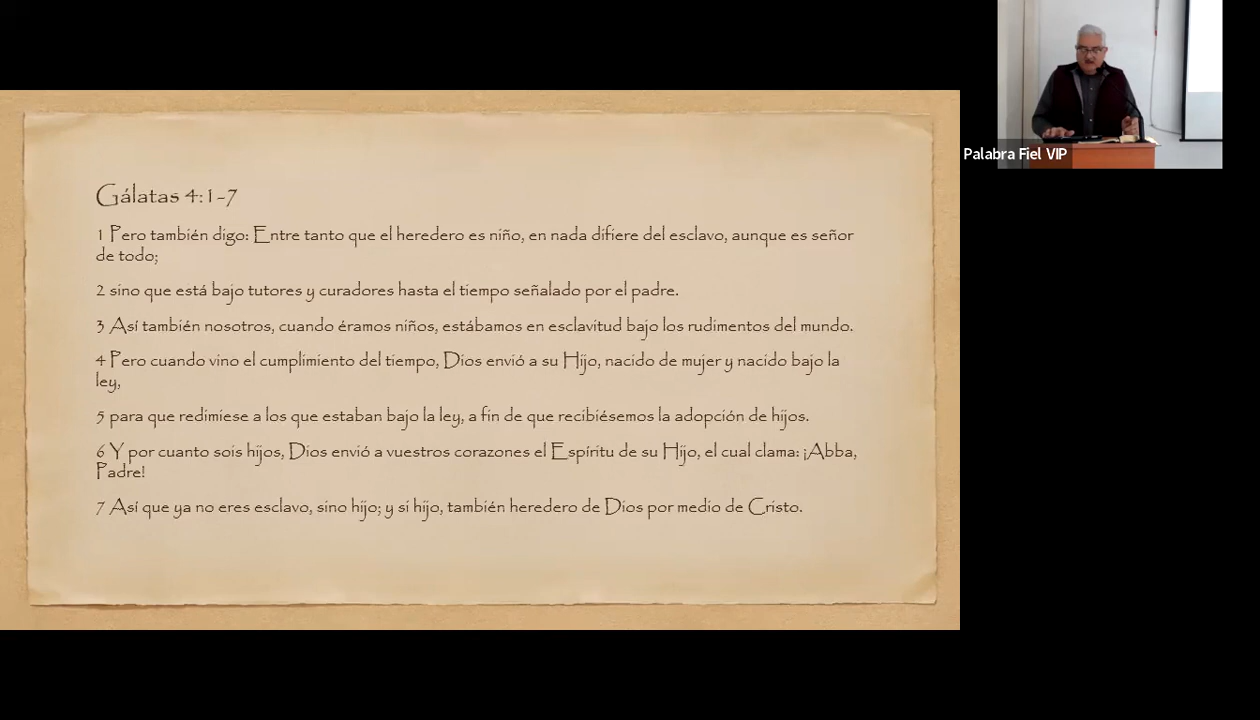 Gálatas 4:1-7
1 Pero también digo: Entre tanto que el heredero es niño, en nada difiere del esclavo, aunque es señor
de todo;
2 sino que está bajo tutores y curadores hasta el tiempo señalado por el padre.
3 Así también nosotros, cuando éramos niños, estábamos en esclavitud bajo los rudimentos del mundo.
4 Pero cuando vino el cumplimiento del tiempo, Dios envió a su Hijo, nacido de mujer y nacido bajo la
ley,
5 para que redimiese a los que estaban bajo la ley, a fin de que recibiésemos la adopción de hijos.
6 Y por cuanto sois hijos, Dios envió a vuestros corazones el Espíritu de su Hijo, el cual clama: ¡Abba,
Padre!
7 Así que ya no eres esclavo, sino hijo; y si hijo, también heredero de Dios por medio de Cristo.
Palabra Fiel VIP